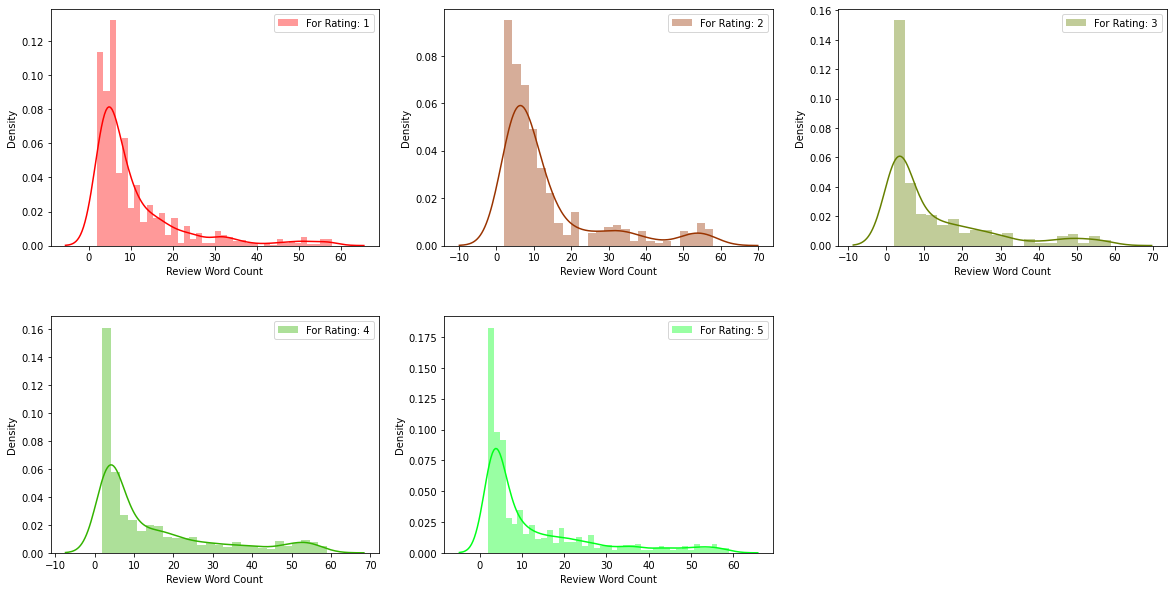 For Rating: 1
0.12
0.10
0.08
0.06
0.04
0.02
0.00
Density
0 10 20 30 40 50 60
Review Word Count
For Rating: 2
0.08
0.06
0.04
0.02
0.00
Density
−10 0 10 20 30 40 50 60 70
Review Word Count
For Rating: 3
0.16
0.14
0.12
0.10
0.08
0.06
0.04
0.02
0.00
Density
−10 0 10 20 30 40 50 60 70
Review Word Count
For Rating: 4
0.16
0.14
0.12
0.10
0.08
0.06
0.04
0.02
0.00
Density
−10 0 10 20 30 40 50 60 70
Review Word Count
For Rating: 5
0.175
0.150
0.125
0.100
0.075
0.050
0.025
0.000
Density
0 10 20 30 40 50 60
Review Word Count